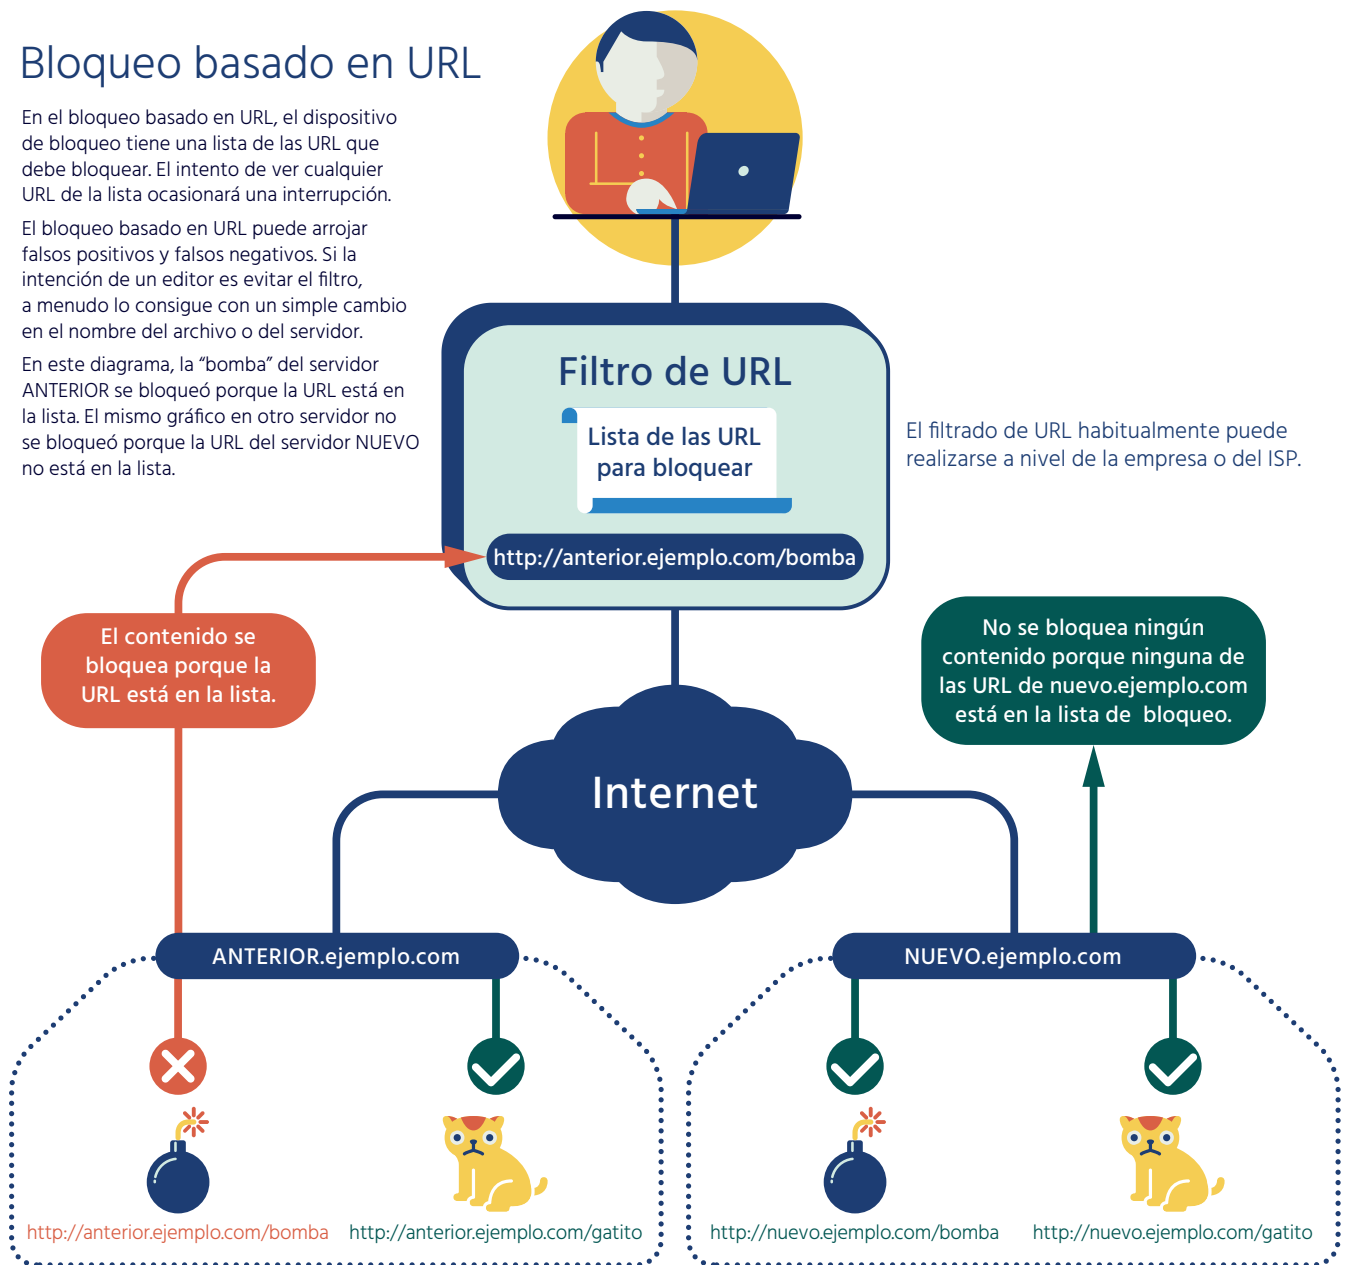 Bloqueo basado en URL
En el bloqueo basado en URL, el dispositivo
de bloqueo tiene una lista de las URL que
debe bloquear. El intento de ver cualquier
URL de la lista ocasionará una interrupción.
El bloqueo basado en URL puede arrojar
falsos positivos y falsos negativos. Si la
intención de un editor es evitar el filtro,
a menudo lo consigue con un simple cambio
en el nombre del archivo o del servidor.
En este diagrama, la “bomba” del servidor
ANTERIOR se bloqueó porque la URL está en
la lista. El mismo gráfico en otro servidor no
se bloqueó porque la URL del servidor NUEVO
no está en la lista.
Filtro de URL
Lista de las URL
para bloquear
http://anterior.ejemplo.com/bomba
El filtrado de URL habitualmente puede
realizarse a nivel de la empresa o del ISP.
El contenido se
bloquea porque la
URL está en la lista.
No se bloquea ningún
contenido porque ninguna de
las URL de nuevo.ejemplo.com
está en la lista de bloqueo.
Internet
ANTERIOR.ejemplo.com
NUEVO.ejemplo.com
http://anterior.ejemplo.com/bomba
http://anterior.ejemplo.com/gatito
http://nuevo.ejemplo.com/bomba
http://nuevo.ejemplo.com/gatito